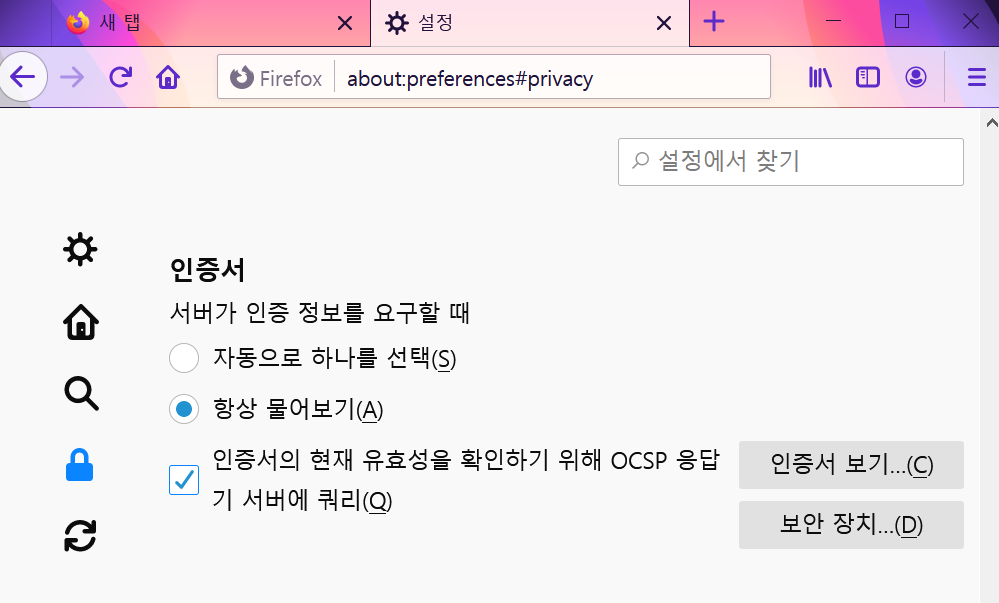 새 탭
설정
Firefox about:preferences#privacy
설정에서 찾기
인증서
서버가 인증 정보를 요구할 때
자동으로 하나를 선택(S)
항상 물어보기(A)
인증서의 현재 유효성을 확인하기 위해 OCSP 응답
기 서버에 쿼리(Q)
인증서 보기...(C)
보안 장치...(D)